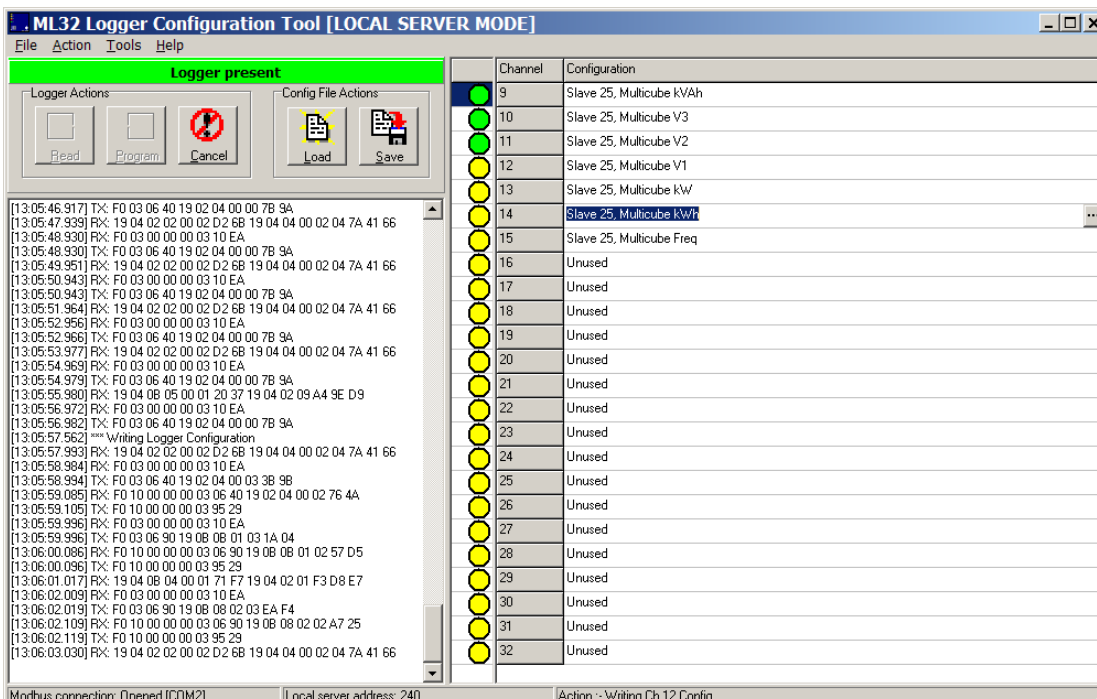 ML32 Logger Configuration Tool [LOCAL SERVER MODE]
File Action Tools Help
Logger present
Logger Actions
Config File Actions
Read Program Cancel Load Save
[13:05:46.917] TX: F0 03 06 40 19 02 04 00 00 7B 9A
[13:05:47.939] RX: 19 04 02 02 00 02 D2 6B 19 04 04 00 02 04 7A 41 66
[13:05:48.930] RX: F0 03 00 00 00 03 10 EA
[13:05:48.930] TX: F0 03 06 40 19 02 04 00 00 7B 9A
[13:05:49.951] RX: 19 04 02 02 00 02 D2 6B 19 04 04 00 02 04 7A 41 66
[13:05:50.943] RX: F0 03 00 00 00 03 10 EA
[13:05:50.943] TX: F0 03 06 40 19 02 04 00 00 7B 9A
[13:05:51.964] RX: 19 04 02 02 00 02 D2 6B 19 04 04 00 02 04 7A 41 66
[13:05:52.956] RX: F0 03 00 00 00 03 10 EA
[13:05:52.966] TX: F0 03 06 40 19 02 04 00 00 7B 9A
[13:05:53.977] RX: 19 04 02 02 00 02 D2 6B 19 04 04 00 02 04 7A 41 66
[13:05:54.969] RX: F0 03 00 00 00 03 10 EA
[13:05:54.979] TX: F0 03 06 40 19 02 04 00 00 7B 9A
[13:05:55.980] RX: 19 04 0B 05 00 01 20 37 19 04 02 09 A4 9E D9
[13:05:56.972] RX: F0 03 00 00 00 03 10 EA
[13:05:56.982] TX: F0 03 06 40 19 02 04 00 00 7B 9A
[13:05:57.562] *** Writing Logger Configuration
[13:05:57.993] RX: 19 04 02 02 00 02 D2 6B 19 04 04 00 02 04 7A 41 66
[13:05:58.984] RX: F0 03 00 00 00 03 10 EA
[13:05:58.994] TX: F0 03 06 40 19 02 04 00 03 3B 9B
[13:05:59.085] RX: F0 10 00 00 00 03 06 40 19 02 04 00 02 76 4A
[13:05:59.105] TX: F0 10 00 00 00 03 95 29
[13:05:59.996] RX: F0 03 00 00 00 03 10 EA
[13:05:59.996] TX: F0 03 06 90 19 0B 0B 01 03 1A 04
[13:06:00.086] RX: F0 10 00 00 00 03 06 90 19 0B 0B 01 02 57 D5
[13:06:00.096] TX: F0 10 00 00 00 03 95 29
[13:06:01.017] RX: 19 04 0B 04 00 01 71 F7 19 04 02 01 F3 D8 E7
[13:06:02.009] RX: F0 03 00 00 00 03 10 EA
[13:06:02.019] TX: F0 03 06 90 19 0B 08 02 03 EA F4
[13:06:02.109] RX: F0 10 00 00 00 03 06 90 19 0B 08 02 02 A7 25
[13:06:02.119] TX: F0 10 00 00 00 03 95 29
[13:06:03.030] RX: 19 04 02 02 00 02 D2 6B 19 04 04 00 02 04 7A 41 66
Channel Configuration
9 Slave 25, Multicube kVAh
10 Slave 25, Multicube V3
11 Slave 25, Multicube V2
12 Slave 25, Multicube V1
13 Slave 25, Multicube kW
14 Slave 25, Multicube kWh ...
15 Slave 25, Multicube Freq
16 Unused
17 Unused
18 Unused
19 Unused
20 Unused
21 Unused
22 Unused
23 Unused
24 Unused
25 Unused
26 Unused
27 Unused
28 Unused
29 Unused
30 Unused
31 Unused
32 Unused
Modbus connection: Opened [COM2] Local server address: 240 Action :- Writing Ch 12 Config